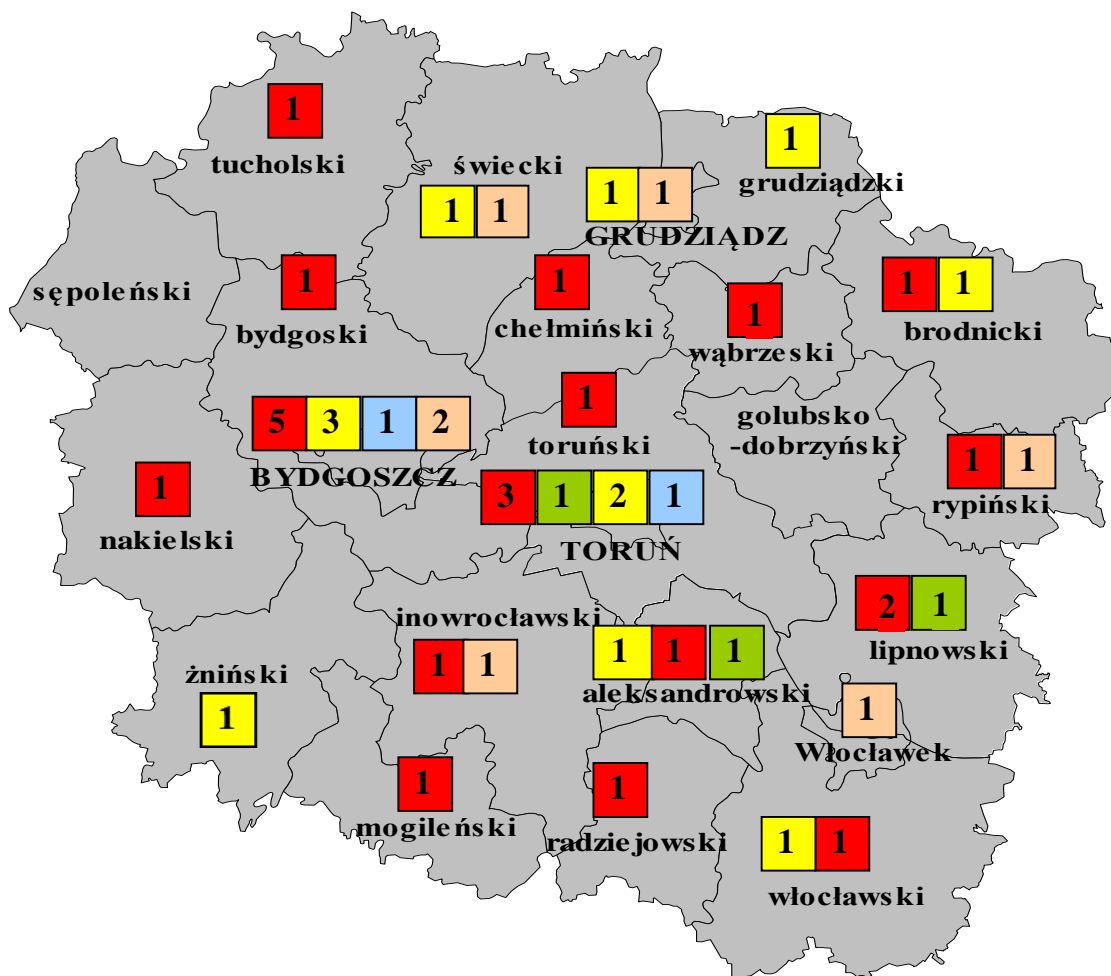 1
tucholski
1
grudziądzki
świecki
1 1
1 1
GRUDZIĄDZ
sępoleński
1
bydgoski
1
chełmiński
1
wąbrzeski
1 1
brodnicki
5 3 1 2
BYDGOSZCZ
1
toruński
golubsko
-dobrzyński
1 1
rypiński
1
nakielski
3 1 2 1
TORUŃ
2 1
lipnowski
inowrocławski
1 1
1 1 1
aleksandrowski
żniński
1
1
Włocławek
1
mogileński
1
radziejowski
1 1
włocławski